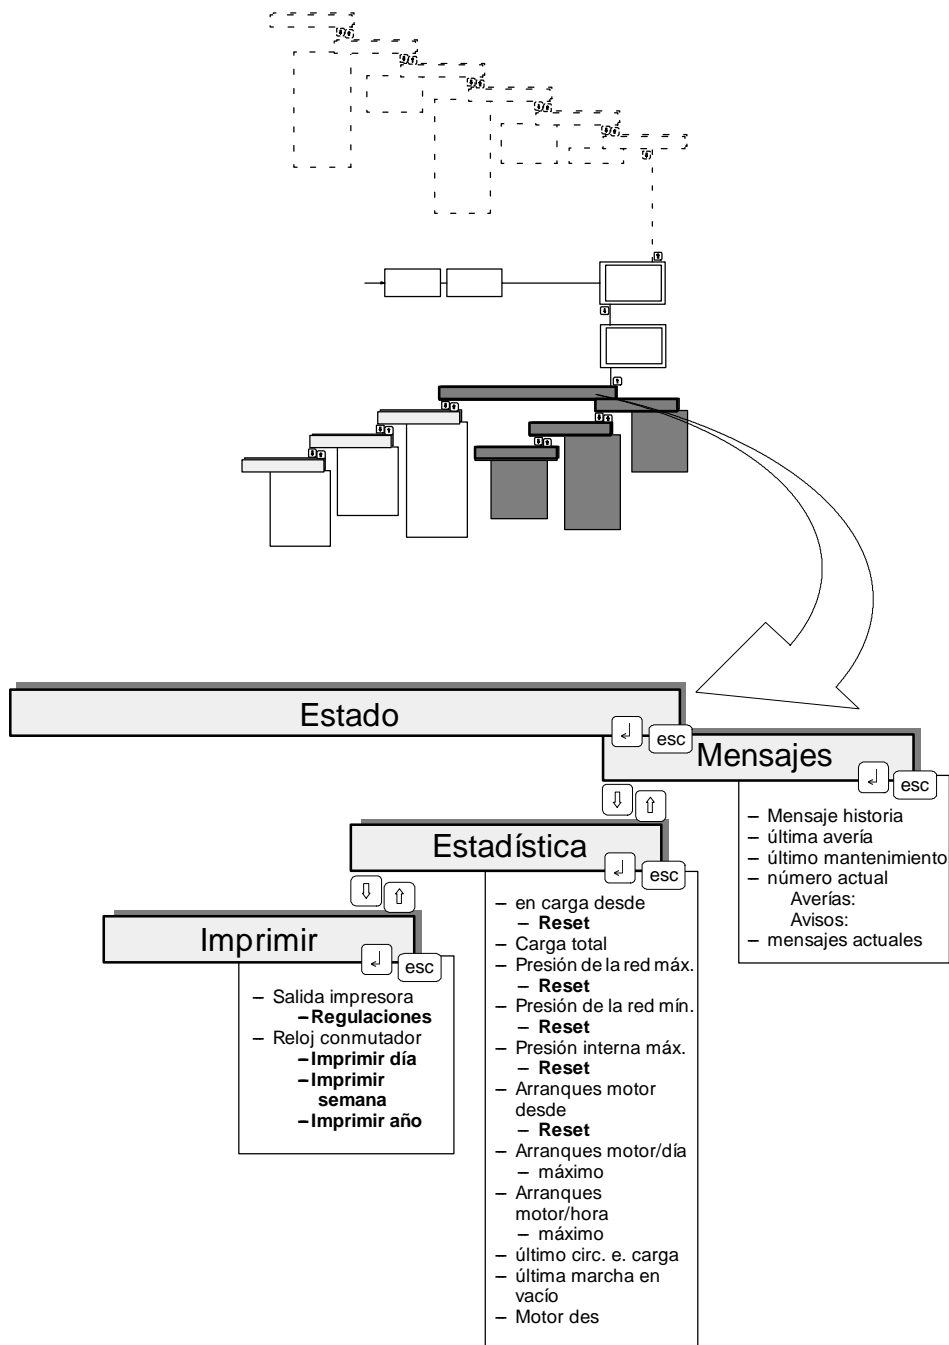 Estado
esc
Mensajes
esc
– Mensaje historia
– última avería
– último mantenimiento
– número actual
Averías:
Avisos:
– mensajes actuales
Estadística
esc
– en carga desde
– Reset
– Carga total
– Presión de la red máx.
– Reset
– Presión de la red mín.
– Reset
– Presión interna máx.
– Reset
– Arranques motor
desde
– Reset
– Arranques motor/día
– máximo
– Arranques
motor/hora
– máximo
– último circ. e. carga
– última marcha en
vacío
– Motor des
Imprimir
esc
– Salida impresora
– Regulaciones
– Reloj conmutador
– Imprimir día
– Imprimir
semana
– Imprimir año